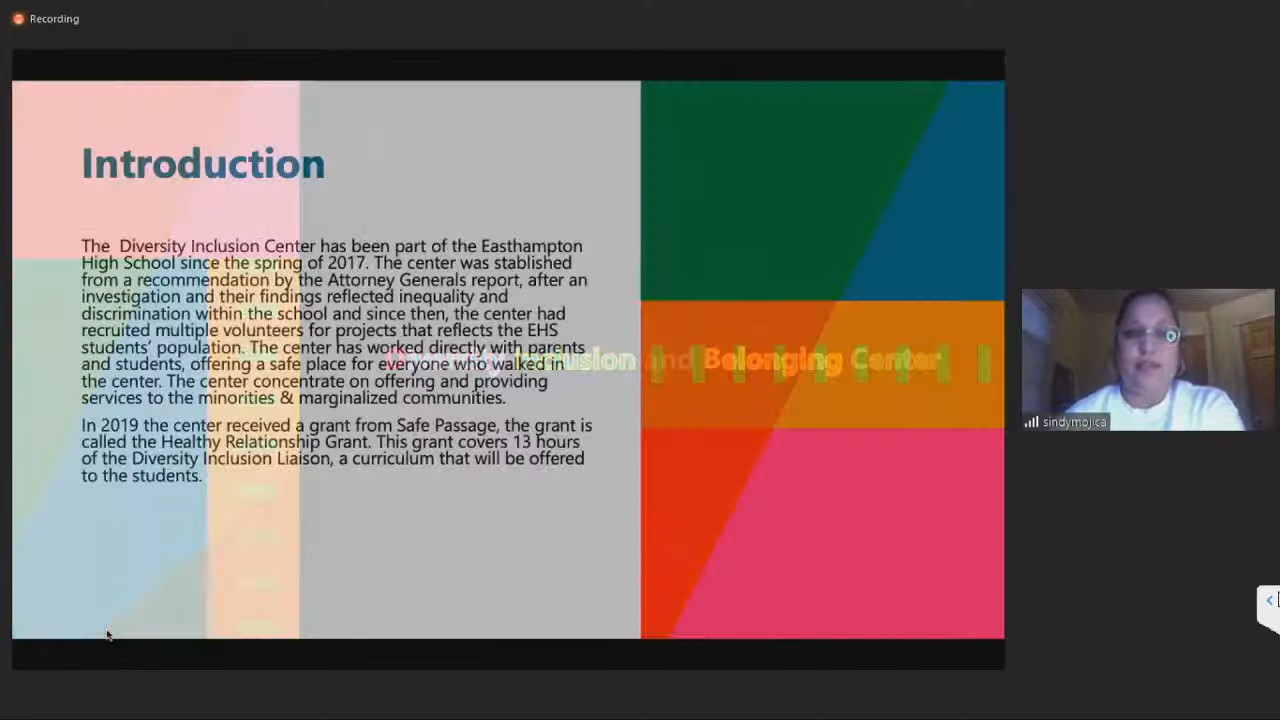 Recording
Introduction
The Diversity Inclusion Center has been part of the Easthampton
High School since the spring of 2017. The center was stablished
from a recommendation by the Attorney Generals report, after an
investigation and their findings reflected inequality and
discrimination within the school and since then, the center had
recruited multiple volunteers for projects that reflects the EHS
students’ population. The center has worked directly with parents
and students, offering a safe place for everyone who walked in
the center. The center concentrate on offering and providing
services to the minorities & marginalized communities.
Diversity Inclusion and Belonging Center
In 2019 the center received a grant from Safe Passage, the grant is
called the Healthy Relationship Grant. This grant covers 13 hours
of the Diversity Inclusion Liaison, a curriculum that will be offered
to the students.
sindymojica